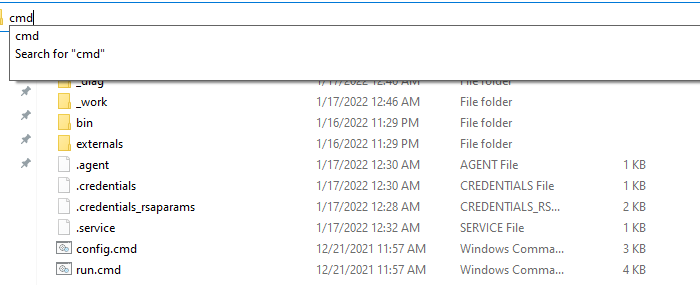 cmd
cmd
Search for "cmd"
_diag 1/17/2022 12:46 AM File folder
_work 1/17/2022 12:46 AM File folder
bin 1/16/2022 11:29 PM File folder
externals 1/16/2022 11:29 PM File folder
.agent 1/17/2022 12:30 AM AGENT File 1 KB
.credentials 1/17/2022 12:30 AM CREDENTIALS File 1 KB
.credentials_rsaparams 1/17/2022 12:28 AM CREDENTIALS_RS... 2 KB
.service 1/17/2022 12:32 AM SERVICE File 1 KB
config.cmd 12/21/2021 11:57 AM Windows Comma... 3 KB
run.cmd 12/21/2021 11:57 AM Windows Comma... 4 KB